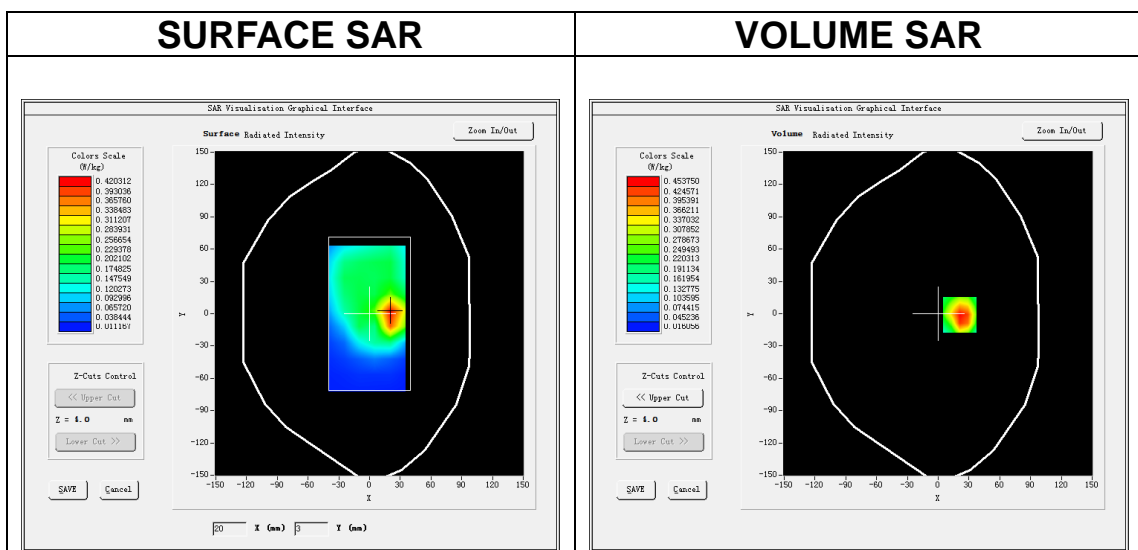 SURFACE SAR
VOLUME SAR
SAR Visualisation Graphical Interface
Surface Radiated Intensity
Zoom In/Out
Colors Scale
(W/kg)
0.420312
0.393036
0.365760
0.338483
0.311207
0.283931
0.256654
0.229378
0.202102
0.174825
0.147549
0.120273
0.092996
0.065720
0.038444
0.011167
Z-Cuts Control
<< Upper Cut
Z = 4.0 mm
Lower Cut >>
SAVE Cancel
Y
150
120
90
60
30
0
-30
-60
-90
-120
-150
-150 -120 -90 -60 -30 0 30 60 90 120 150
X
20 X (mm) 3 Y (mm)
SAR Visualisation Graphical Interface
Volume Radiated Intensity
Zoom In/Out
Colors Scale
(W/kg)
0.453750
0.424571
0.395391
0.366211
0.337032
0.307852
0.278673
0.249493
0.220313
0.191134
0.161954
0.132775
0.103595
0.074415
0.045236
0.016056
Z-Cuts Control
<< Upper Cut
Z = 4.0 mm
Lower Cut >>
SAVE Cancel
Y
150
120
90
60
30
0
-30
-60
-90
-120
-150
-150 -120 -90 -60 -30 0 30 60 90 120 150
X